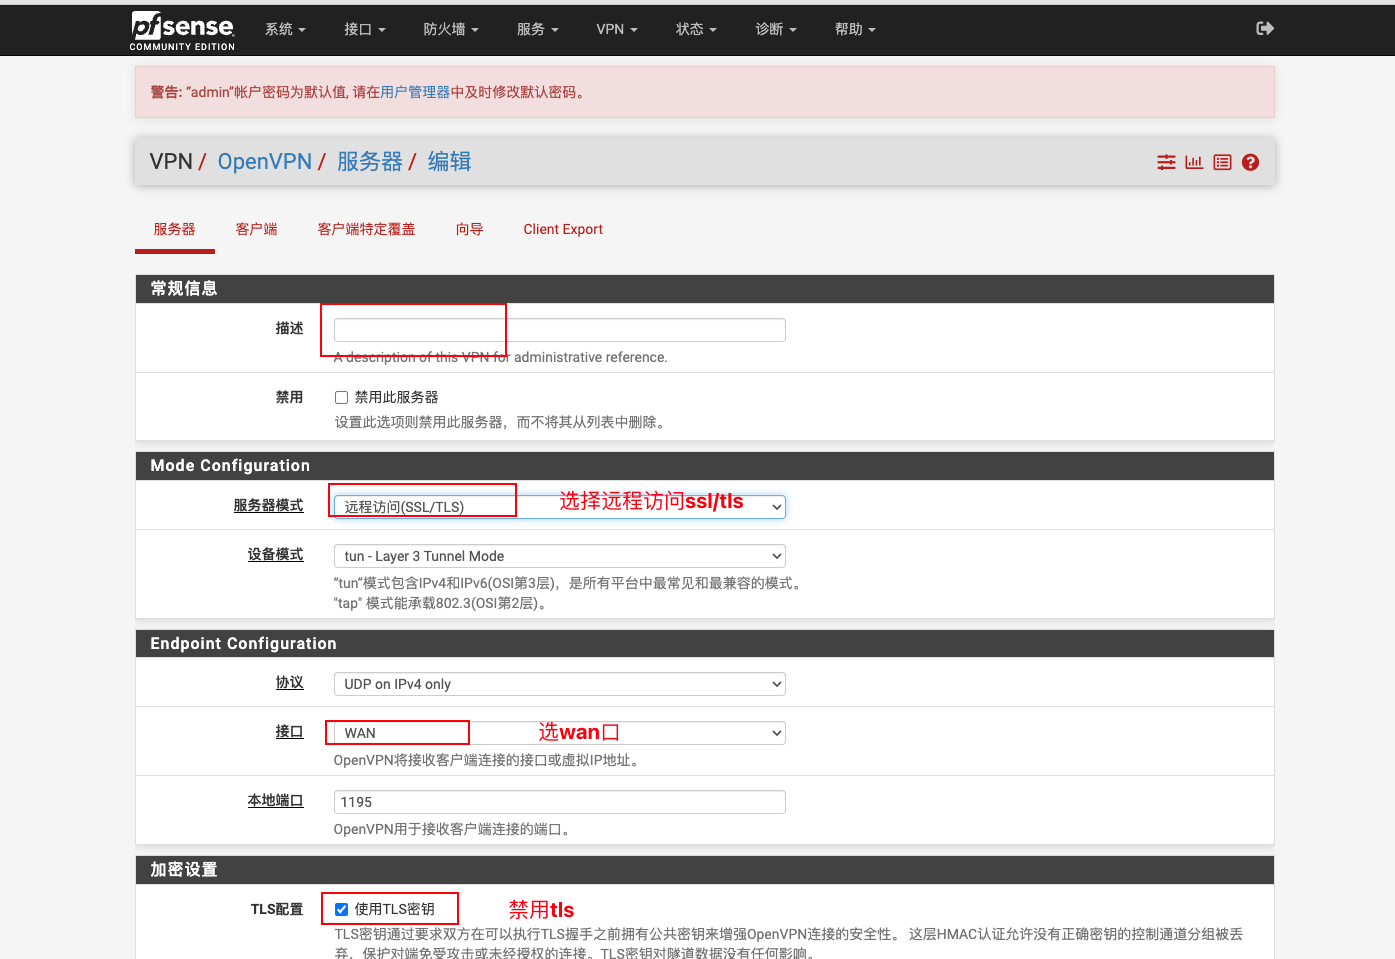 pfsense
COMMUNITY EDITION
系统 接口 防火墙 服务 VPN 状态 诊断 帮助
警告: “admin”帐户密码为默认值, 请在用户管理器中及时修改默认密码。
VPN / OpenVPN / 服务器 / 编辑
服务器 客户端 客户端特定覆盖 向导 Client Export
常规信息
描述
A description of this VPN for administrative reference.
禁用 禁用此服务器
设置此选项则禁用此服务器，而不将其从列表中删除。
Mode Configuration
服务器模式 远程访问(SSL/TLS) 选择远程访问ssl/tls
设备模式 tun - Layer 3 Tunnel Mode
“tun”模式包含IPv4和IPv6(OSI第3层)，是所有平台中最常见和最兼容的模式。
"tap" 模式能承载802.3(OSI第2层)。
Endpoint Configuration
协议 UDP on IPv4 only
接口 WAN 选wan口
OpenVPN将接收客户端连接的接口或虚拟IP地址。
本地端口 1195
OpenVPN用于接收客户端连接的端口。
加密设置
TLS配置 使用TLS密钥 禁用tls
TLS密钥通过要求双方在可以执行TLS握手之前拥有公共密钥来增强OpenVPN连接的安全性。 这层HMAC认证允许没有正确密钥的控制通道分组被丢
弃，保护对端免受攻击或未经授权的连接。TLS密钥对隧道数据没有任何影响。